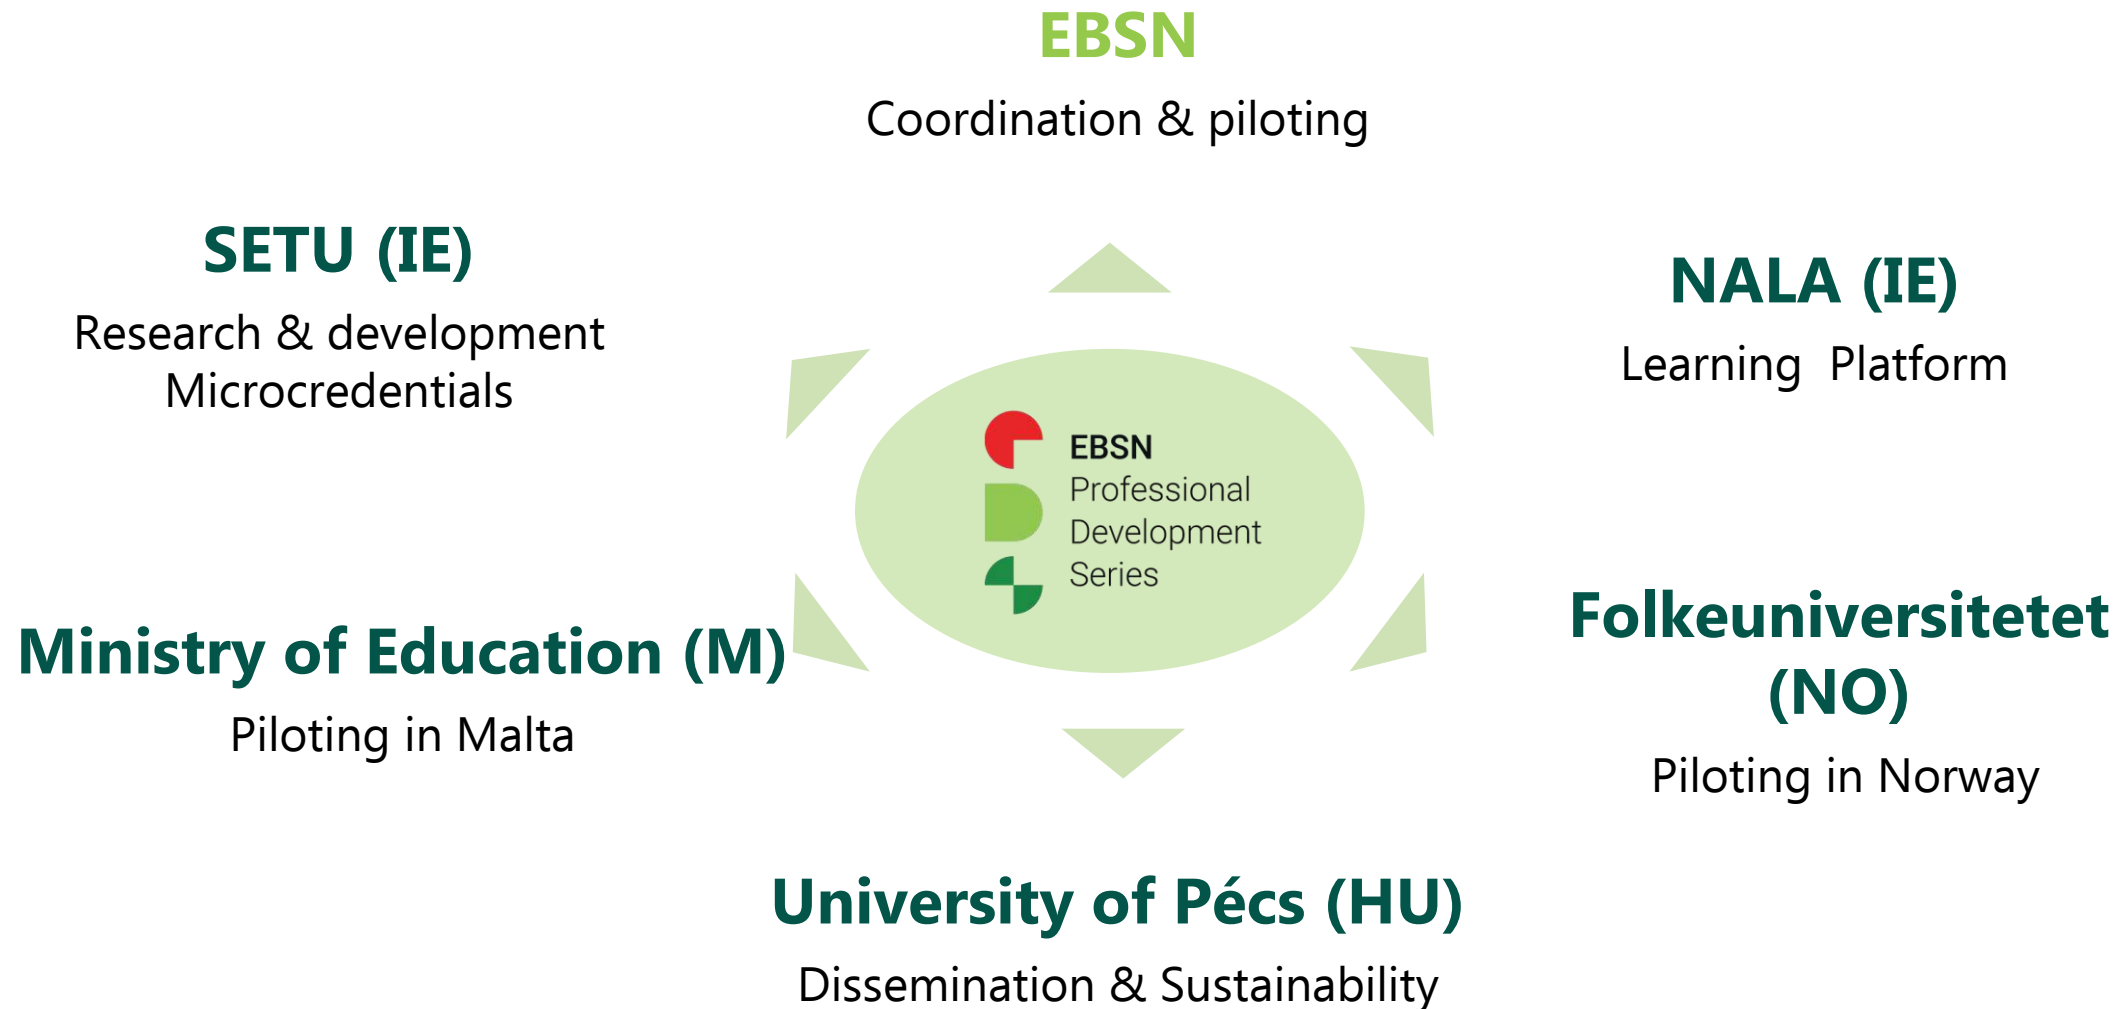 EBSN
Coordination & piloting
SETU (IE)
Research & development
Microcredentials
NALA (IE)
Learning  Platform
EBSN
Professional
Development
Series
Ministry of Education (M)
Piloting in Malta
Folkeuniversitetet
(NO)
Piloting in Norway
University of Pécs (HU)
Dissemination & Sustainability